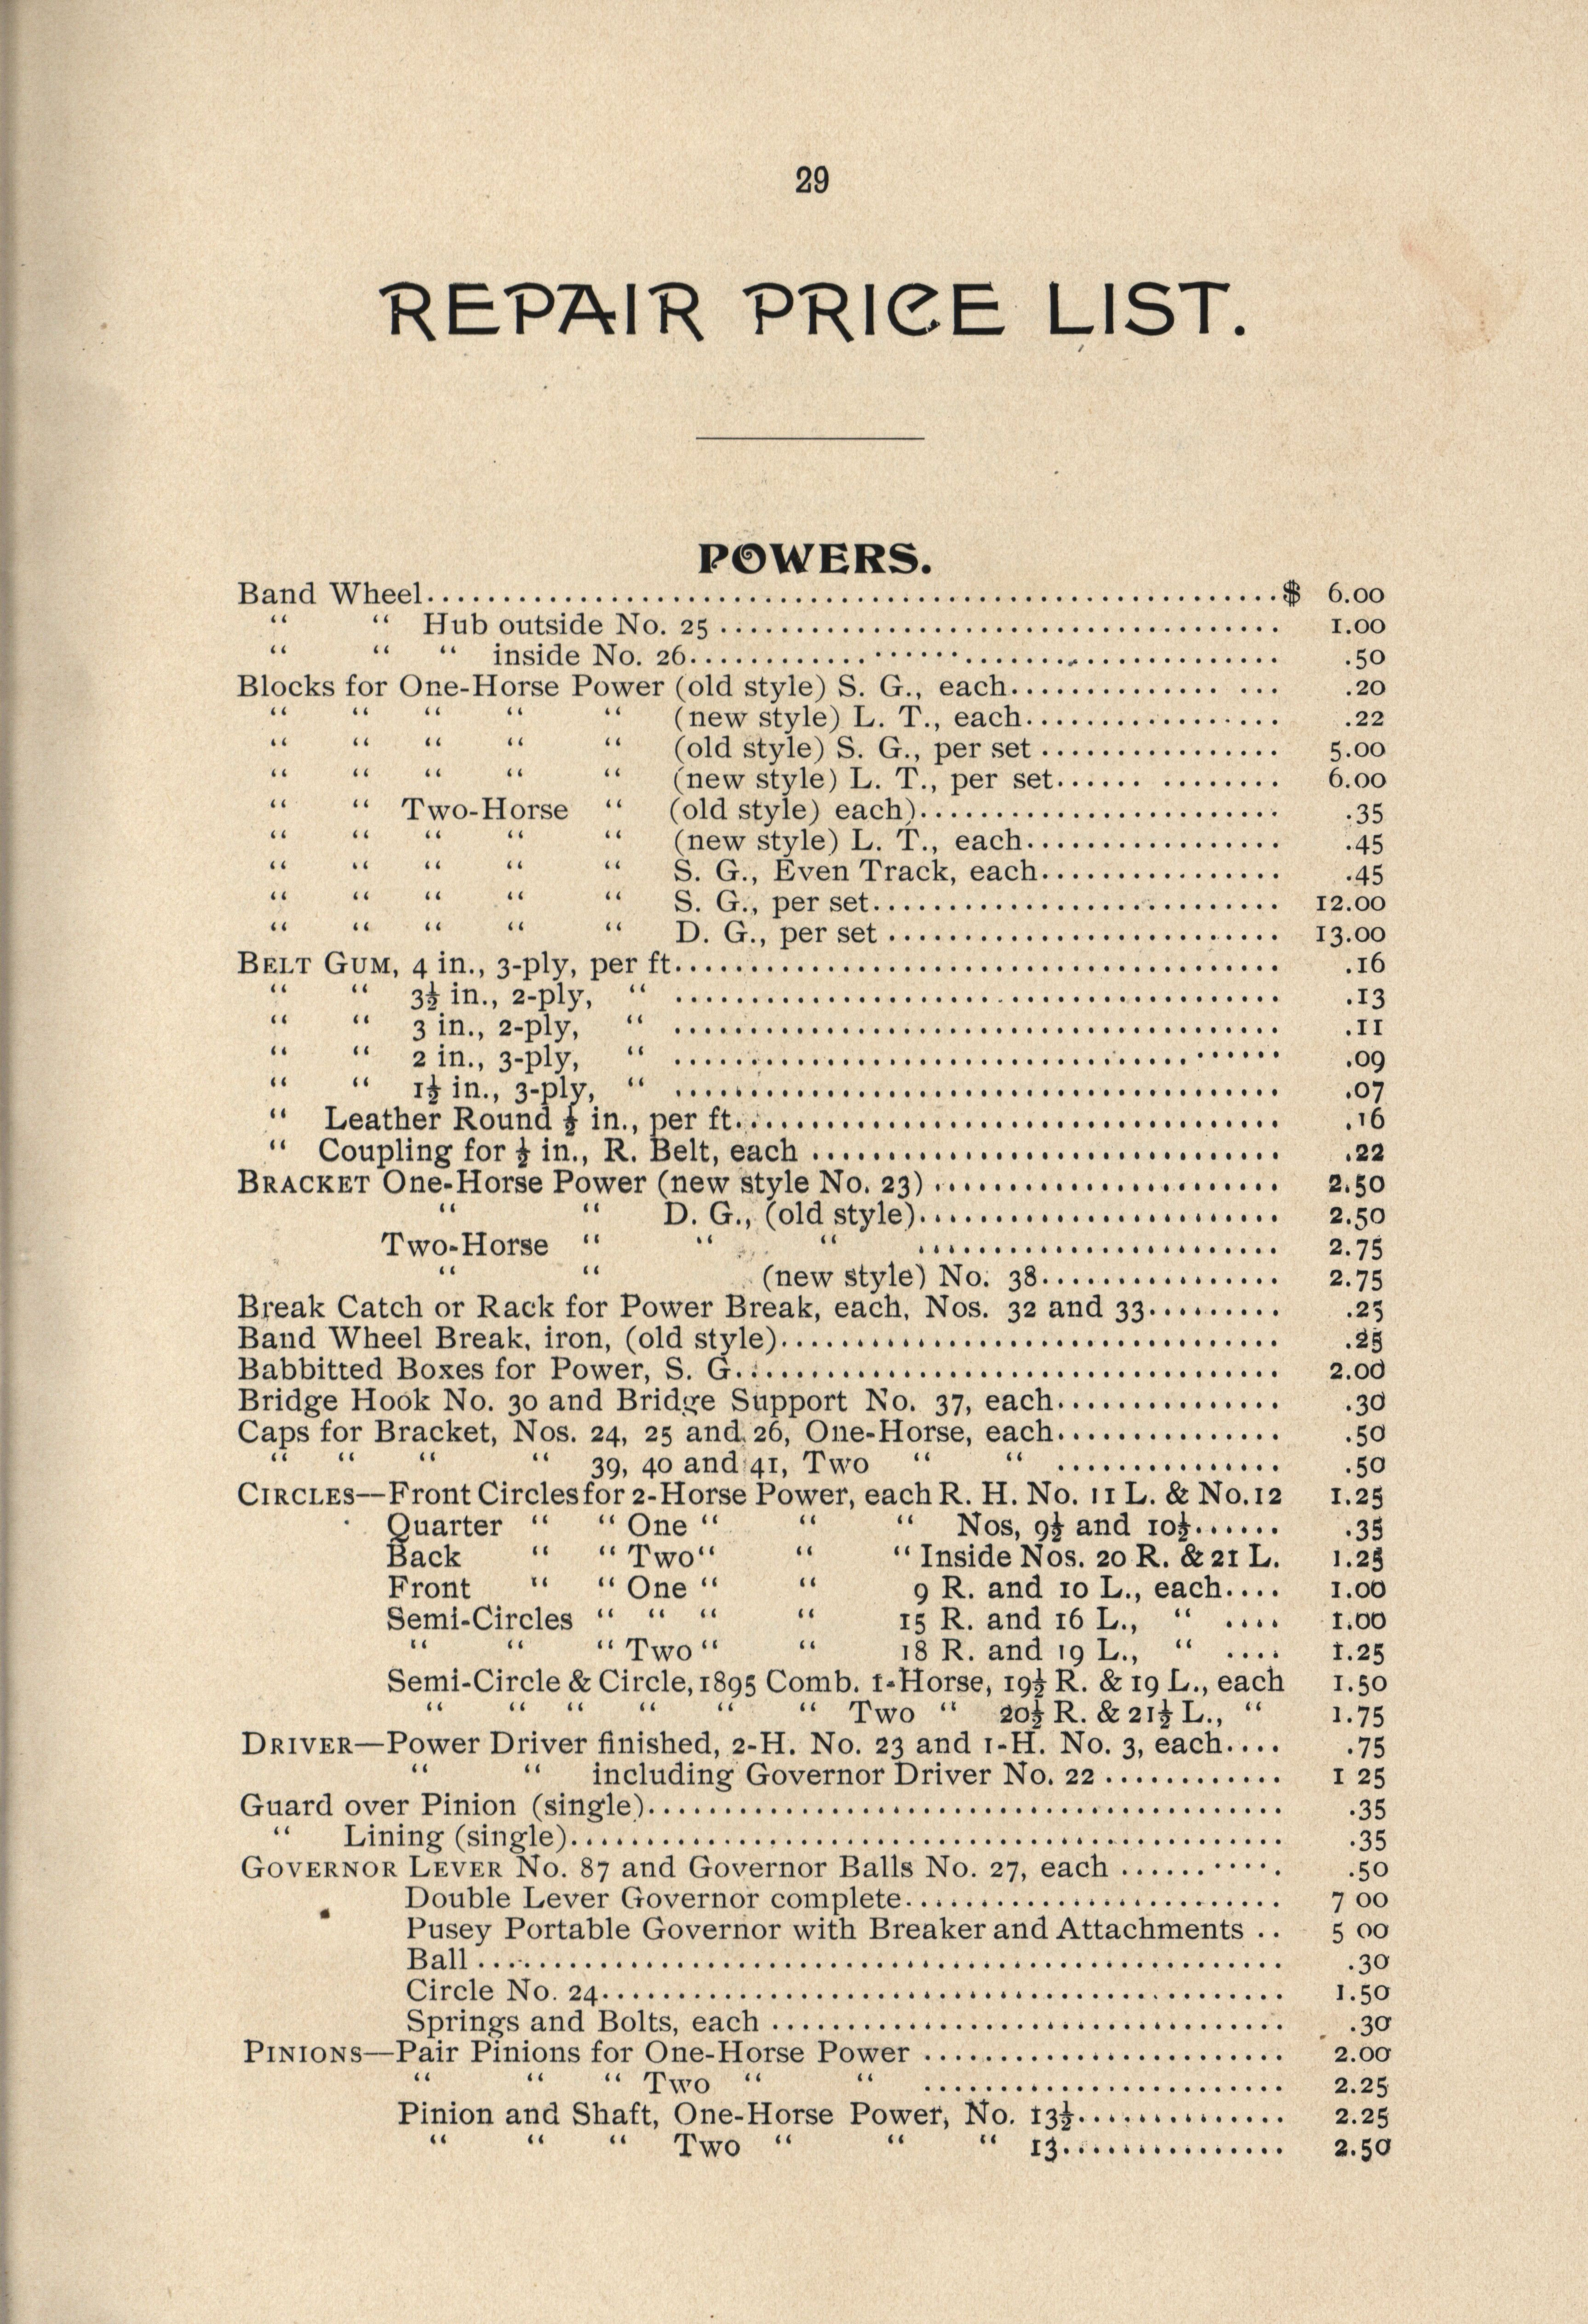 29
REPAIR PRICE LIST.
POWERS.
Band Wheel........................................................$ 6.00
“ “ Hub outside No. 25 ..................................... 1.00
“ “ “ inside No. 26...................................... .50
Blocks for One-Horse Power (old style) S. G., each.............. ... .20
“ “ “ “ “ (new style) L. T., each................. .22
“ “ “ “ “ (old style) S. G., per set ................ 5.00
“ “ “ “ “ (new style) L. T., per set...... ........ 6.00
“ “ Two-Horse “ (old style) each)........................ .35
“ “ “ “ “ (new style) L. T., each................. .45
“ “ “ “ “ S. G., Even Track, each................ .45
“ “ “ “ “ S. G., per set........................... 12.00
“ “ “ “ “ D. G., per set .......................... 13.00
BELT GUM, 4 in., 3-ply, per ft........................................ .16
“ “ 3½ in., 2-ply, “ ........................................ .13
“ “ 3 in., 2-ply, “ ........................................ .11
“ “ 2 in., 3-ply, “ ........................................ .09
“ “ 1½ in., 3-ply, “ ........................................ .07
“ Leather Round ½ in., per ft.................................... .16
“ Coupling for ½ in., R. Belt, each ............................... .22
BRACKET One-Horse Power (new style No. 23) ....................... 2.50
“ “ D. G., (old style)........................ 2.50
Two-Horse “ “ “ ........................ 2.75
“ “ (new style) No. 38................ 2.75
Break Catch or Rack for Power Break, each, Nos. 32 and 33......... .25
Band Wheel Break, iron, (old style)................................. .25
Babbitted Boxes for Power, S. G.................................... 2.00
Bridge Hook No. 30 and Bridge Support No. 37, each............... .30
Caps for Bracket, Nos. 24, 25 and 26, One-Horse, each............... .50
“ “ “ “ 39, 40 and 41, Two “ “ ............... .50
CIRCLES—Front Circles for 2-Horse Power, each R. H. No. 11 L. & No. 12 1.25
Quarter “ “ One “ “ “ Nos, 9½ and 10½...... .35
Back “ “ Two “ “ “ Inside Nos. 20 R. & 21 L. 1.25
Front “ “ One “ “ 9 R. and 10 L., each.... 1.00
Semi-Circles “ “ “ “ 15 R. and 16 L., “ .... 1.00
“ “ “ Two “ “ 18 R. and 19 L., “ .... 1.25
Semi-Circle & Circle, 1895 Comb. 1-Horse, 19½ R. & 19 L., each 1.50
“ “ “ “ “ “ Two “ 20½ R. & 21½ L., “ 1.75
DRIVER—Power Driver finished, 2-H. No. 23 and 1-H. No. 3, each.... .75
“ “ including Governor Driver No. 22 ............ 1 25
Guard over Pinion (single).......................................... .35
“ Lining (single)............................................... .35
GOVERNOR LEVER No. 87 and Governor Balls No. 27, each ........... .50
Double Lever Governor complete......................... 7 00
Pusey Portable Governor with Breaker and Attachments .. 5 00
Ball ..................................................... .30
Circle No. 24............................................. 1.50
Springs and Bolts, each .................................. .30
PINIONS—Pair Pinions for One-Horse Power ........................ 2.00
“ “ “ Two “ “ ........................ 2.25
Pinion and Shaft, One-Horse Power, No. 13½.............. 2.25
“ “ “ Two “ “ “ 13............... 2.50